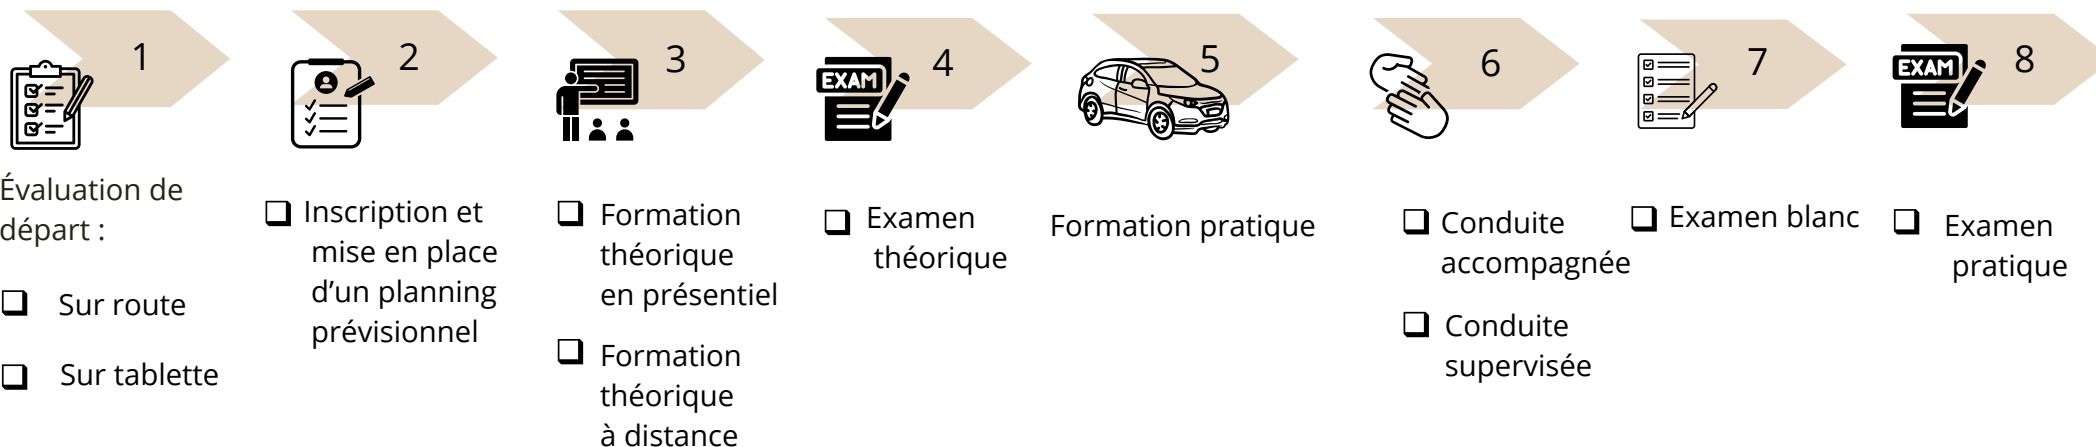 1
Évaluation de
départ :
Sur route
Sur tablette
2
Inscription et
mise en place
d’un planning
prévisionnel
3
Formation
théorique
en présentiel
Formation
théorique
à distance
EXAM
4
Examen
théorique
5
Formation pratique
6
Conduite
accompagnée
Conduite
supervisée
7
Examen blanc
EXAM
8
Examen
pratique